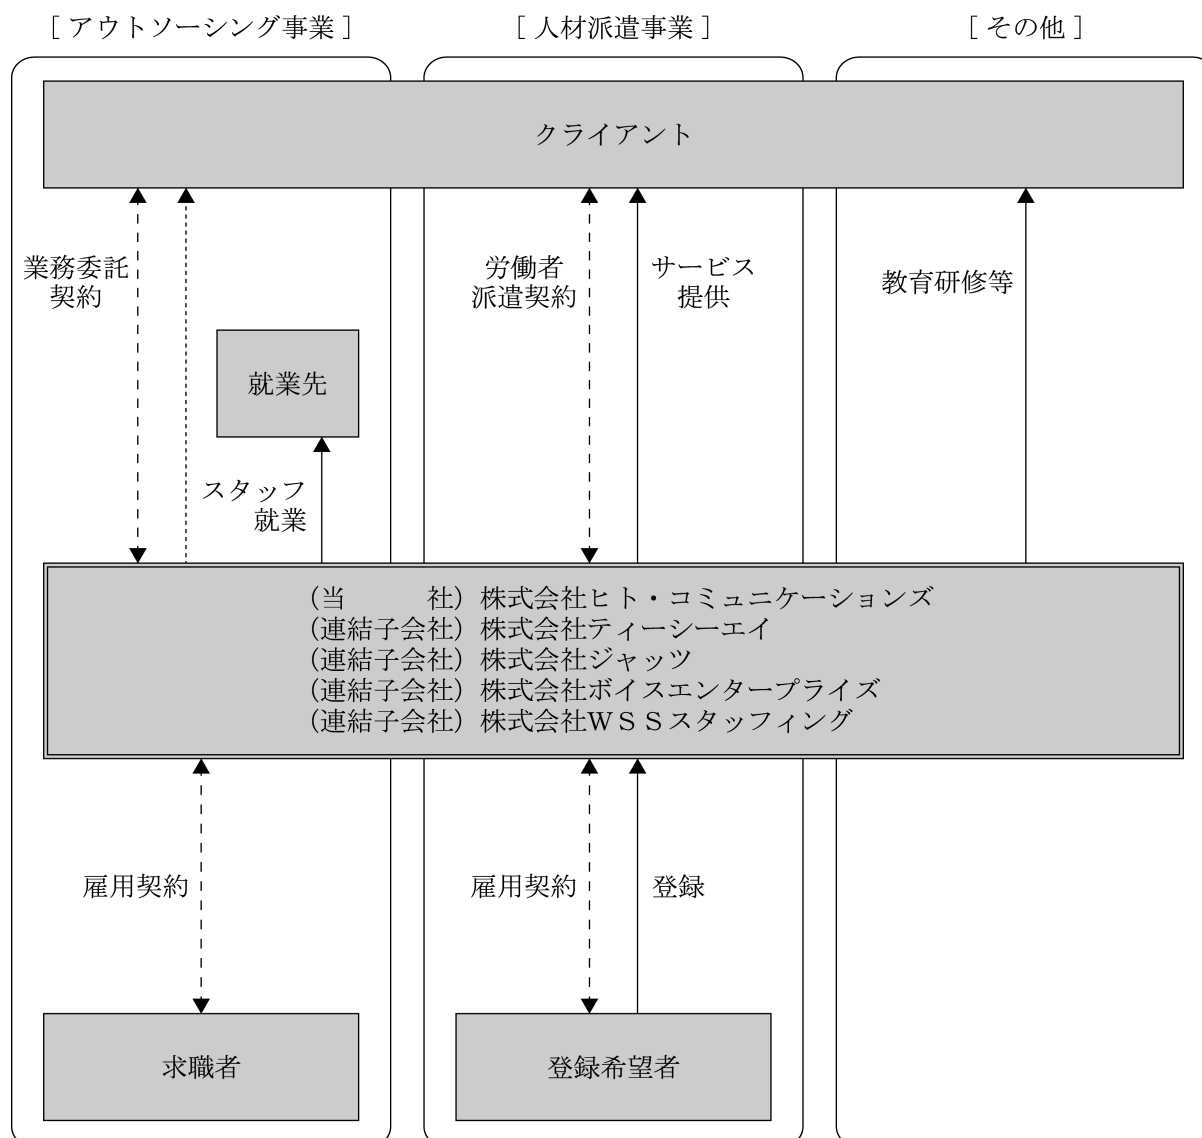 ［アウトソーシング事業］
［人材派遣事業］
［その他］
クライアント
業務委託
契約
労働者
派遣契約
サービス
提供
教育研修等
就業先
スタッフ
就業
（当　　　社）株式会社ヒト・コミュニケーションズ
（連結子会社）株式会社ティーシーエイ
（連結子会社）株式会社ジャッツ
（連結子会社）株式会社ボイスエンタープライズ
（連結子会社）株式会社ＷＳＳスタッフィング
雇用契約
雇用契約
登録
求職者
登録希望者